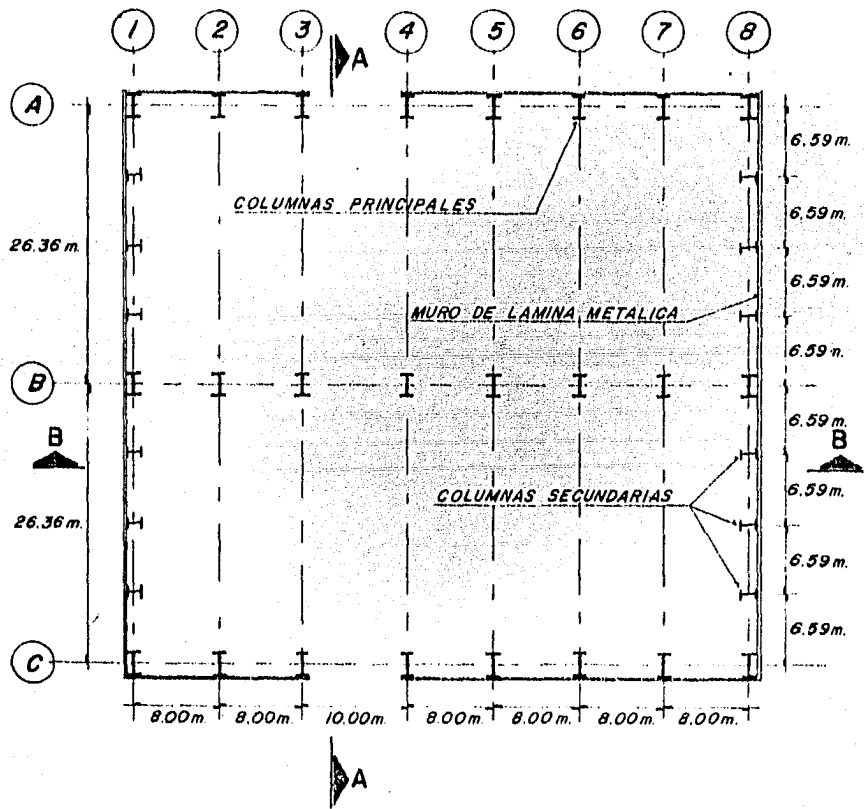 1 2 3 4 5 6 7 8
A
A
6.59 m.
COLUMNAS PRINCIPALES
6.59 m.
26.36 m.
6.59 m.
MURO DE LAMINA METALICA
6.59 m.
B
6.59 m.
B
B
COLUMNAS SECUNDARIAS
6.59 m.
26.36 m.
6.59 m.
6.59 m.
C
8.00 m. 8.00 m. 10.00 m. 8.00 m. 8.00 m. 8.00 m. 8.00 m.
A